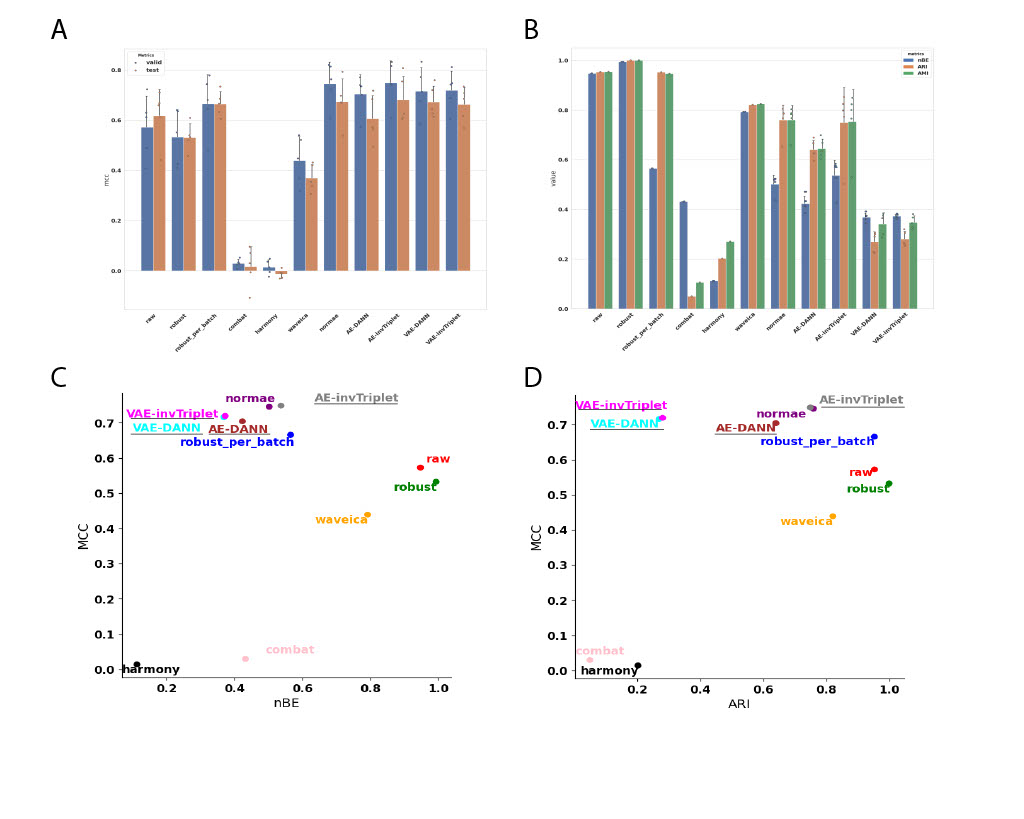 A
B
Metrics
valid
test
0.8
0.6
0.4
0.2
0.0
mcc
raw
robust
robust_per_batch
combat
harmony
waveica
normae
AE-DANN
AE-invTriplet
VAE-DANN
VAE-invTriplet
metrics
nBE
ARI
AMI
1.0
0.8
0.6
0.4
0.2
0.0
value
raw
robust
robust_per_batch
combat
harmony
waveica
normae
AE-DANN
AE-invTriplet
VAE-DANN
VAE-invTriplet
C
D
normae
AE-invTriplet
VAE-invTriplet
VAE-DANN
AE-DANN
robust_per_batch
raw
robust
waveica
combat
harmony
0.7
0.6
0.5
0.4
0.3
0.2
0.1
0.0
MCC
0.2 0.4 0.6 0.8 1.0
nBE
AE-invTriplet
VAE-invTriplet
normae
VAE-DANN
AE-DANN
robust_per_batch
raw
robust
waveica
combat
harmony
0.7
0.6
0.5
0.4
0.3
0.2
0.1
0.0
MCC
0.2 0.4 0.6 0.8 1.0
ARI